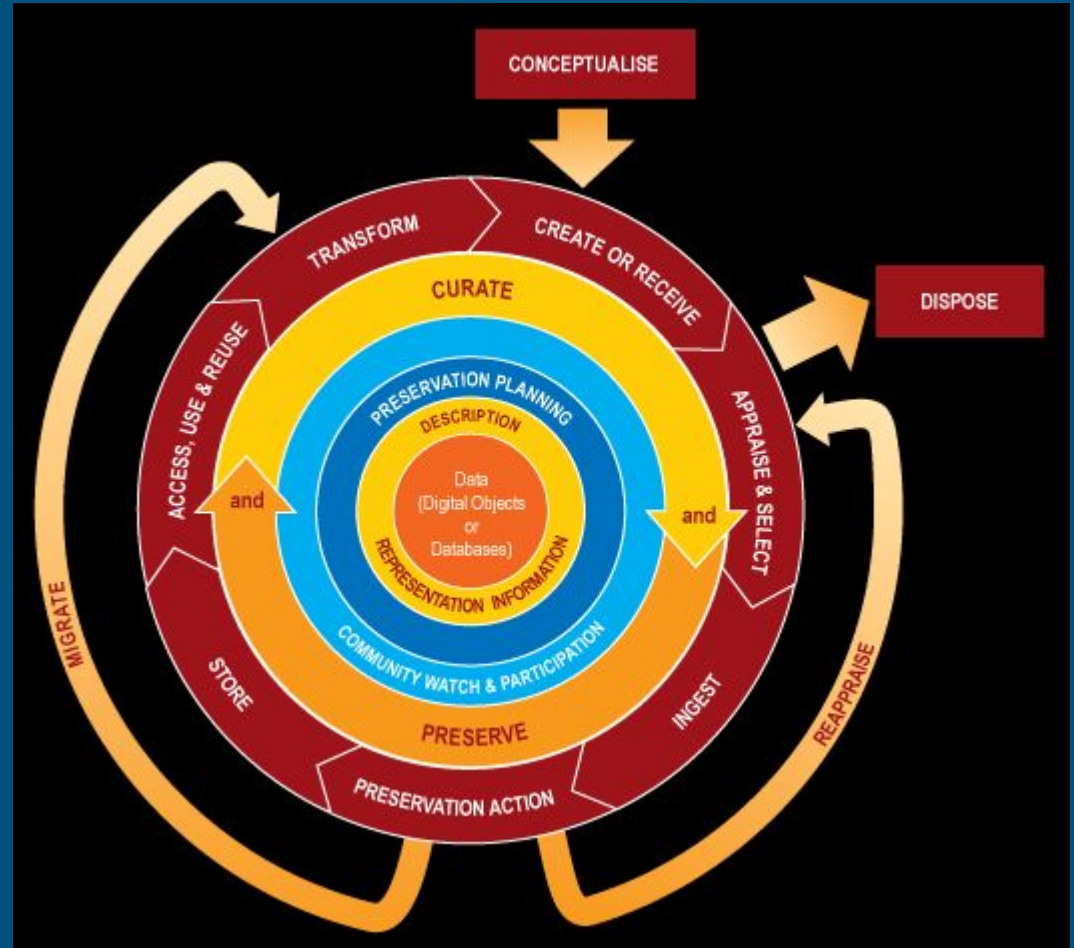 CONCEPTUALISE
TRANSFORM
CREATE OR RECEIVE
DISPOSE
CURATE
ACCESS, USE & REUSE
APPRAISE & SELECT
PRESERVATION PLANNING
DESCRIPTION
Data
(Digital Objects
or
Databases)
and
and
REPRESENTATION INFORMATION
COMMUNITY WATCH & PARTICIPATION
MIGRATE
STORE
INGEST
REAPPRAISE
PRESERVE
PRESERVATION ACTION